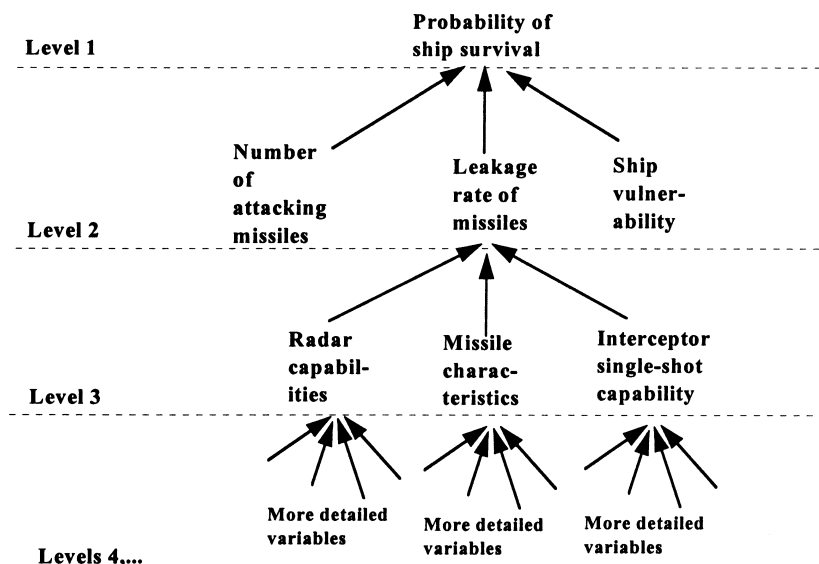 Probability of
ship survival
Level 1
Number
of
attacking
missiles
Leakage
rate of
missiles
Ship
vulner-
ability
Level 2
Radar
capabil-
ities
Missile
charac-
teristics
Interceptor
single-shot
capability
Level 3
More detailed
variables
More detailed
variables
More detailed
variables
Levels 4,...